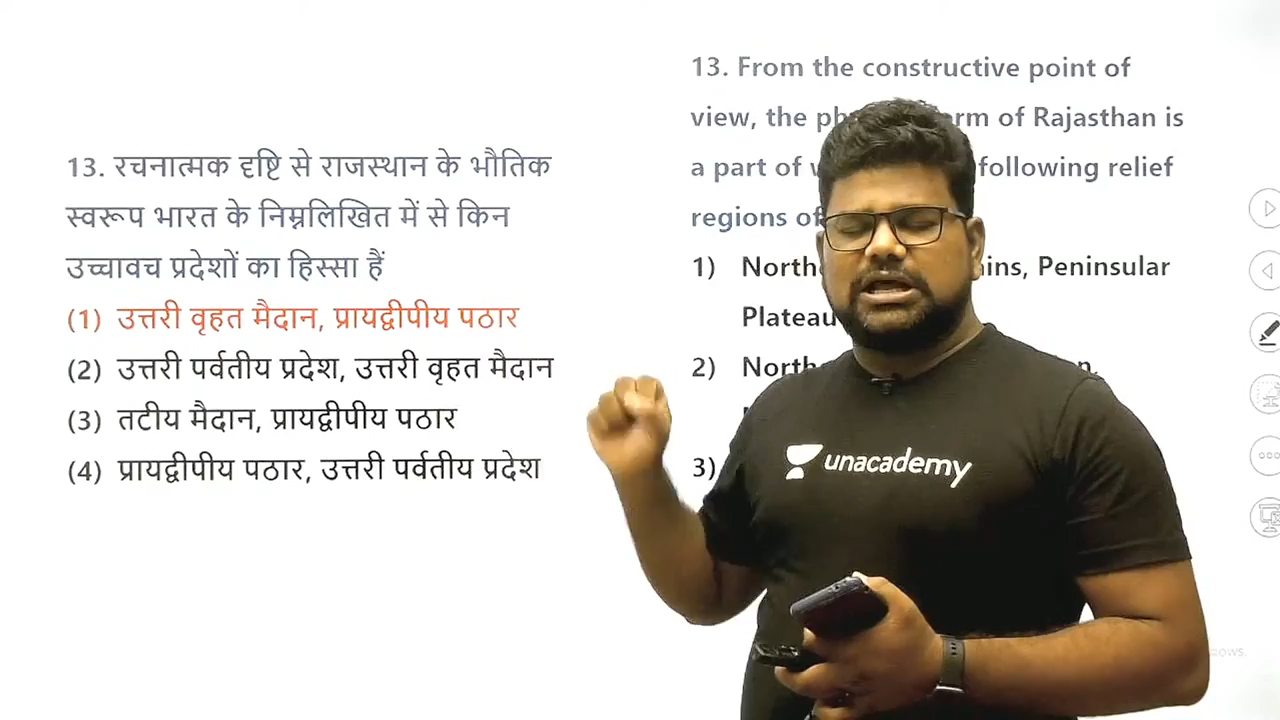 13. रचनात्मक दृष्टि से राजस्थान के भौतिक
स्वरूप भारत के निम्नलिखित में से किन
उच्चावच प्रदेशों का हिस्सा हैं
(1) उत्तरी वृहत मैदान, प्रायद्वीपीय पठार
(2) उत्तरी पर्वतीय प्रदेश, उत्तरी वृहत मैदान
(3) तटीय मैदान, प्रायद्वीपीय पठार
(4) प्रायद्वीपीय पठार, उत्तरी पर्वतीय प्रदेश
13. From the constructive point of
view, the of Rajasthan is
a part of following relief
regions
1) Peninsular
Plateau
2)
3)
unacademy